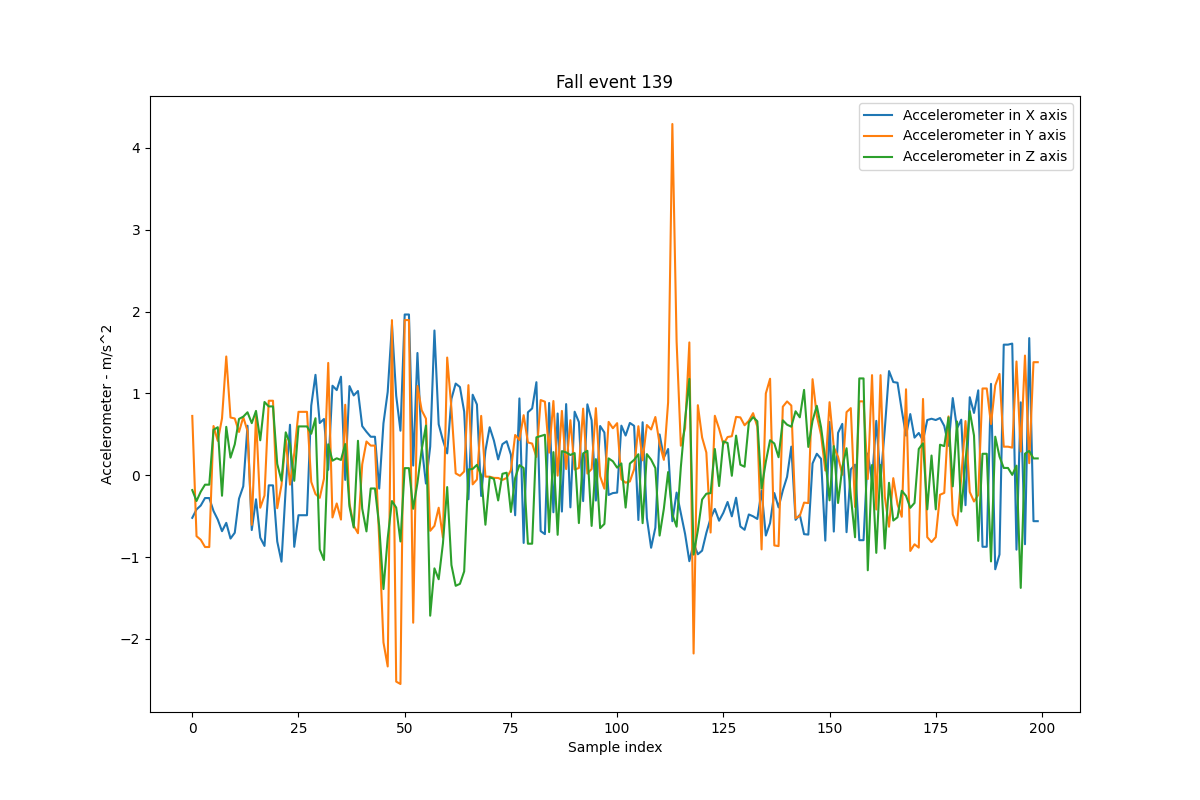 Fall event 139
Accelerometer in X axis
Accelerometer in Y axis
Accelerometer in Z axis
Accelerometer - m/s^2
4
3
2
1
0
−1
−2
0 25 50 75 100 125 150 175 200
Sample index